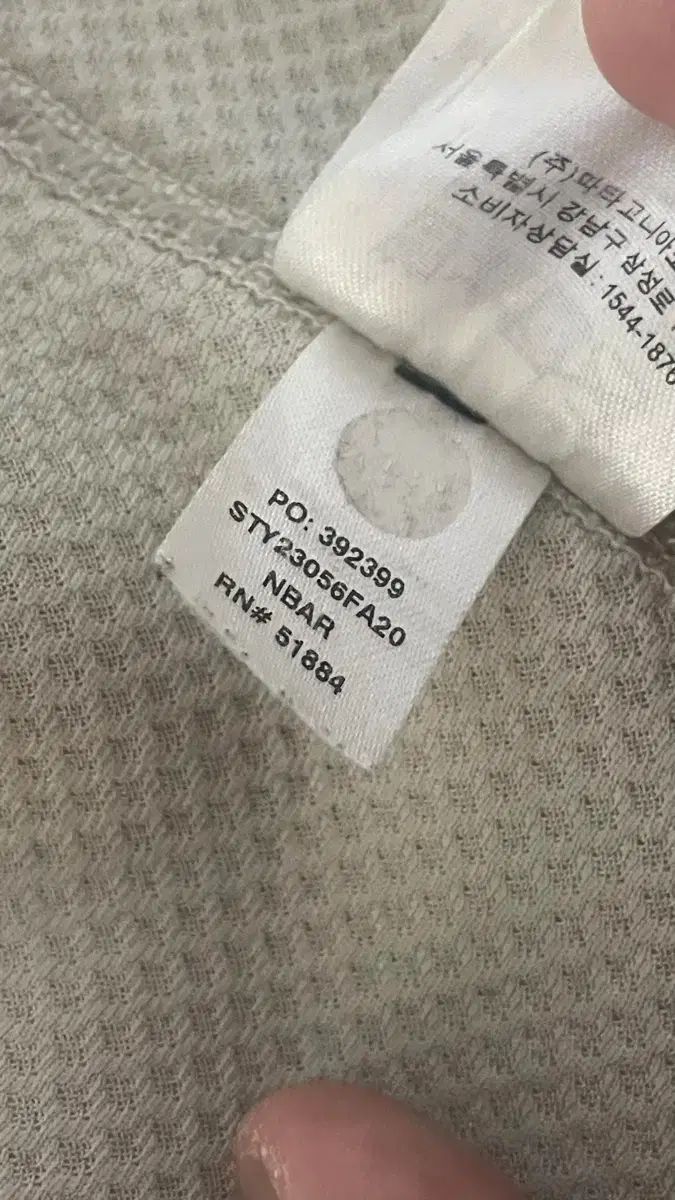 (주)파타고니아코
서울특별시 강남구 삼성로
소비자상담실 : 1544-1876
PO: 392399
STY23056FA20
NBAR
RN# 51884